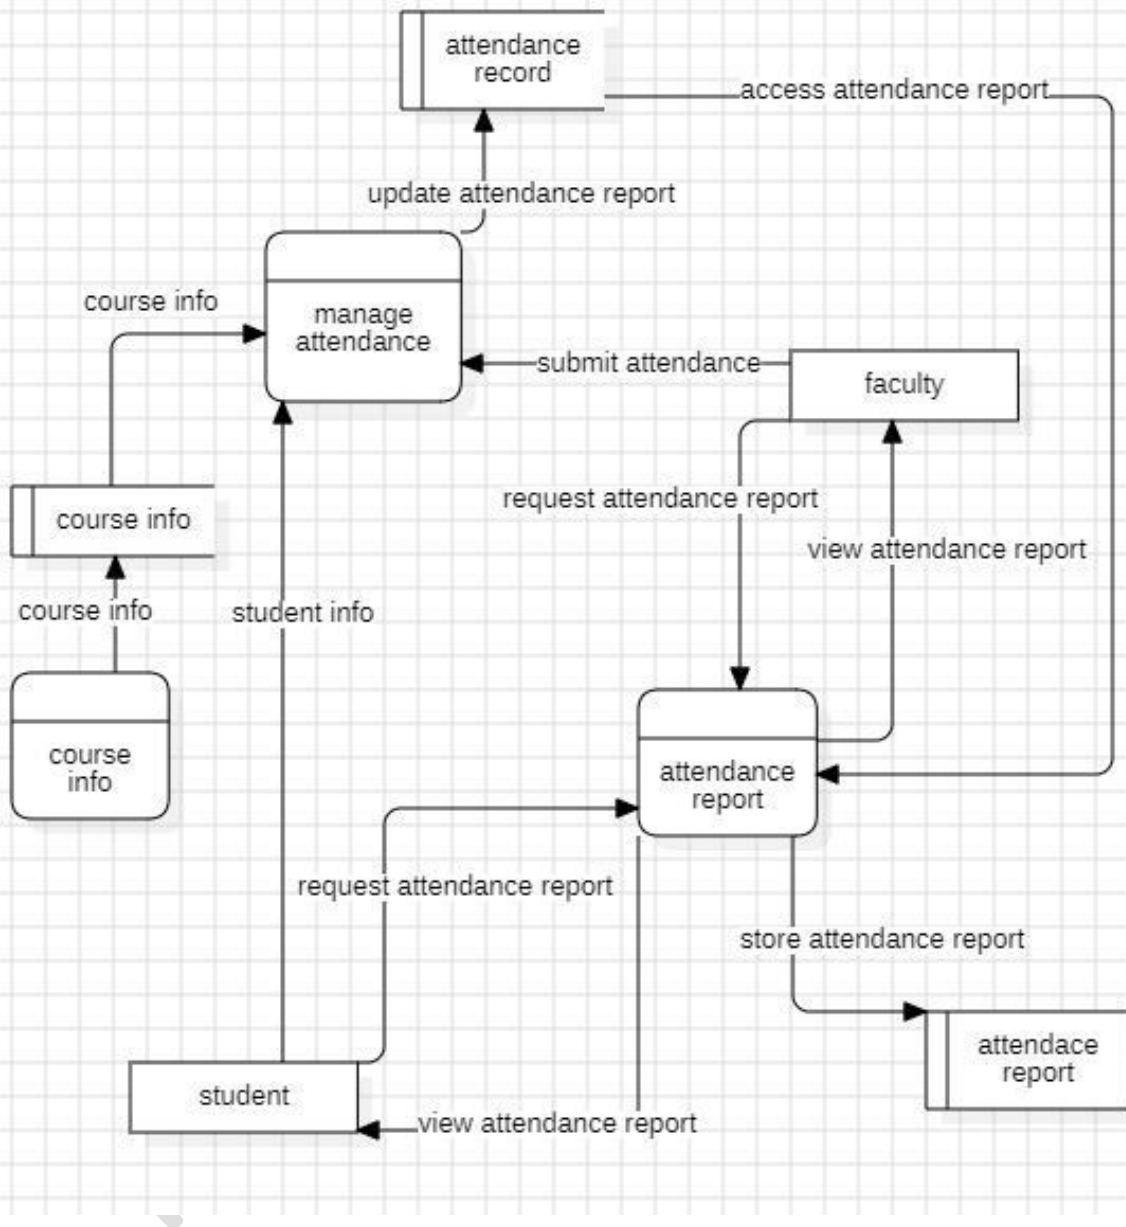 attendance
record
access attendance report
update attendance report
course info
manage
attendance
submit attendance
faculty
request attendance report
course info
view attendance report
course info
student info
course
info
attendance
report
request attendance report
store attendance report
attendace
report
student
view attendance report